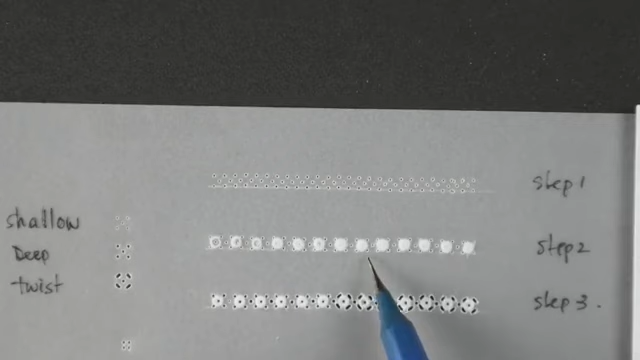 step 1
shallow
Deep
step 2
twist
step 3.